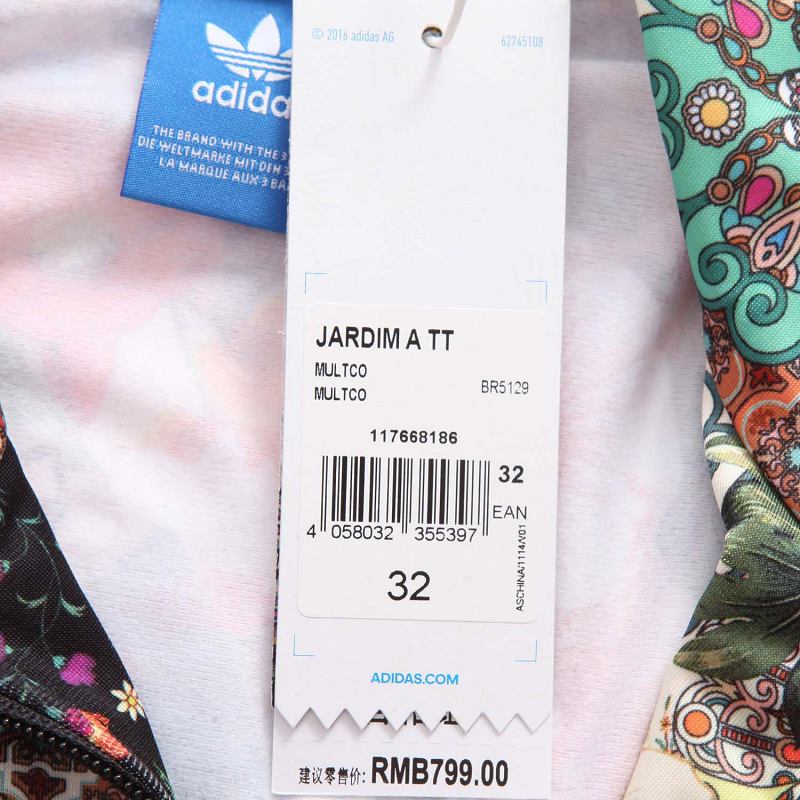 adida
THE BRAND WITH THE 3
DIE WELTMARKE MIT DEN 3
LA MARQUE AUX 3 BA
© 2016 adidas AG
62745108
JARDIM A TT
MULTCO
MULTCO
BR5129
117668186
32
EAN
4 058032 355397
ASCHINA/1114/V01
32
ADIDAS.COM
建议零售价: RMB799.00